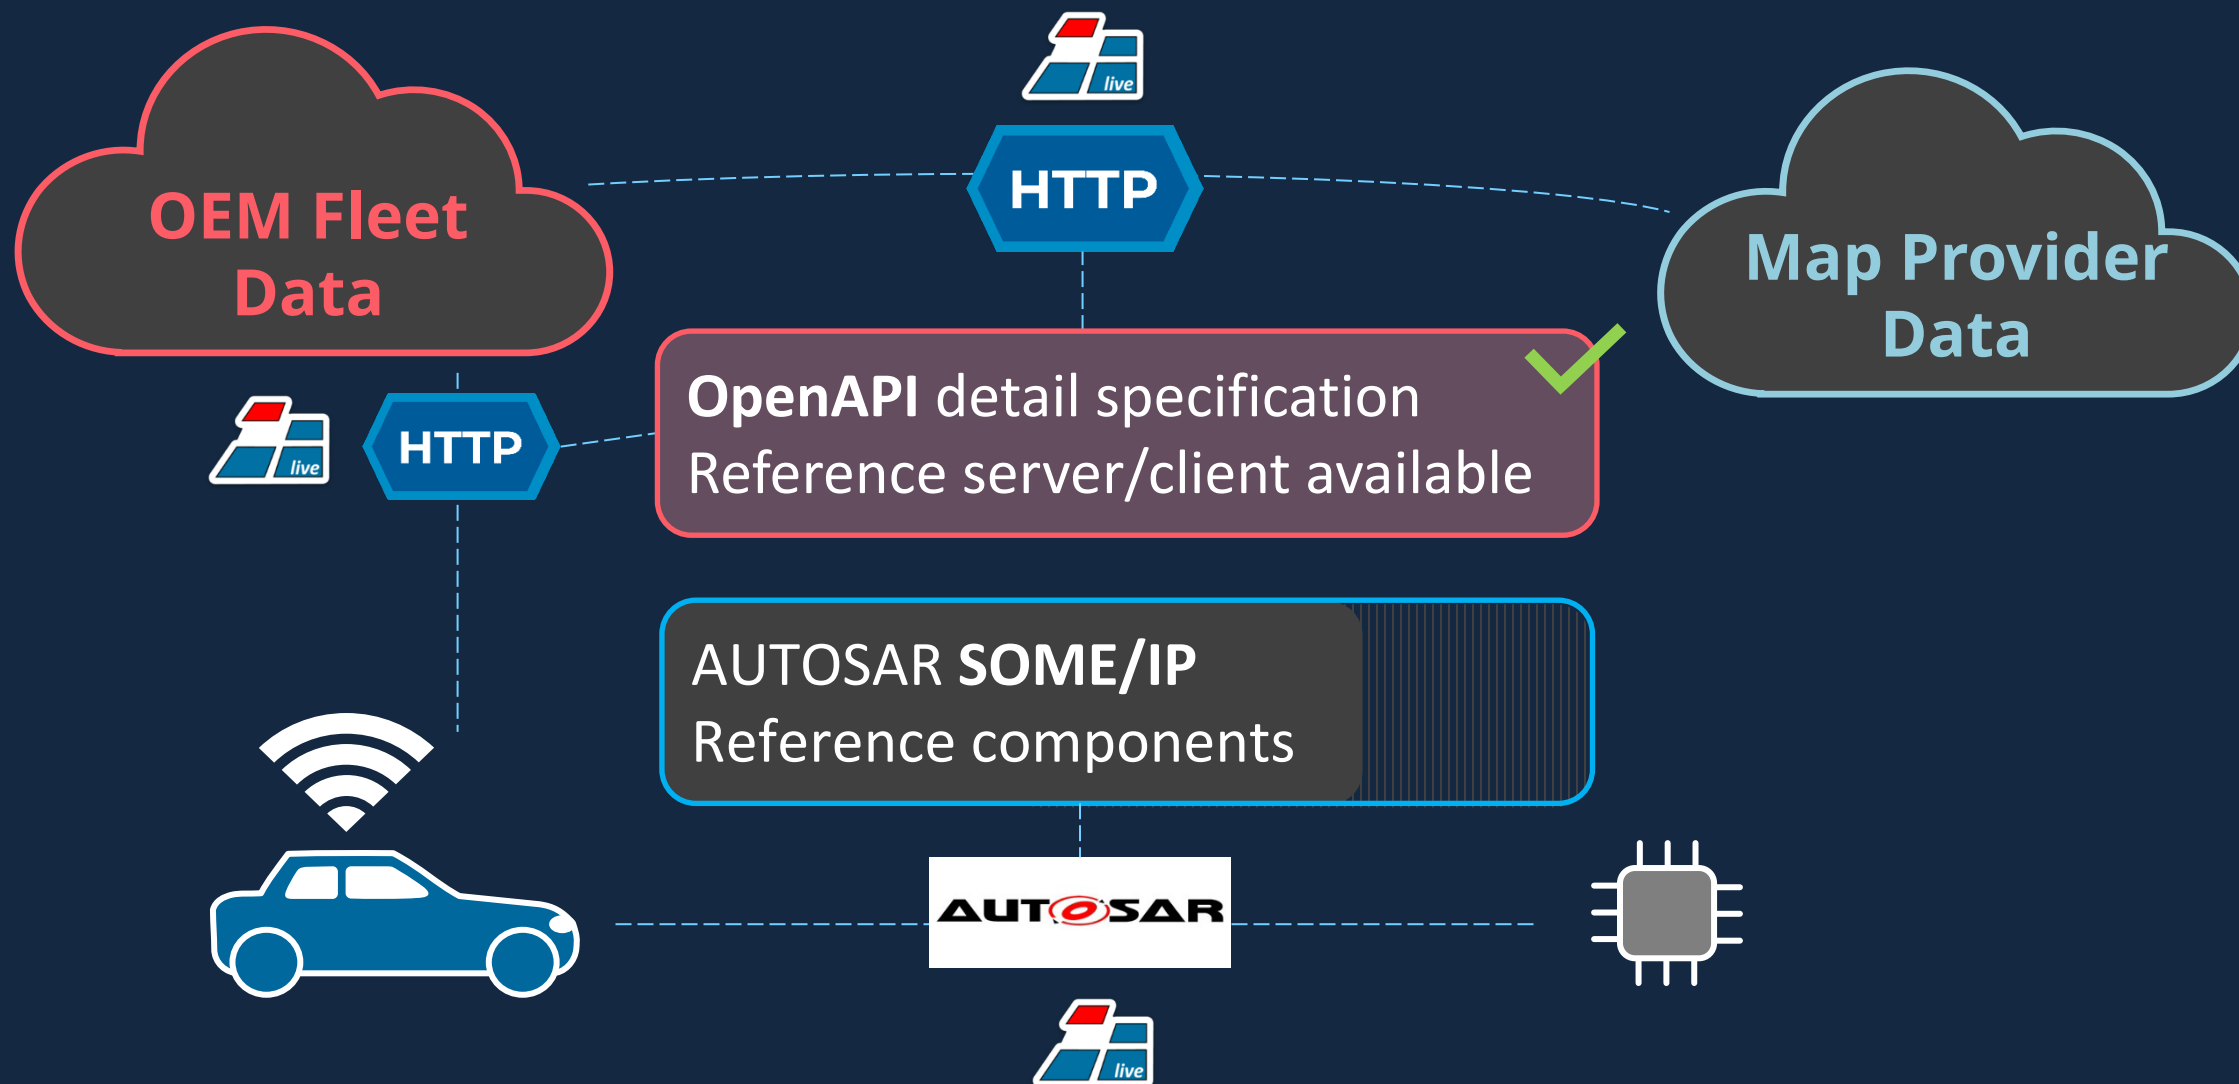 live
HTTP
OEM Fleet
Data
Map Provider
Data
OpenAPI detail specification
Reference server/client available
live
HTTP
AUTOSAR SOME/IP
Reference components
AUTOSAR
live